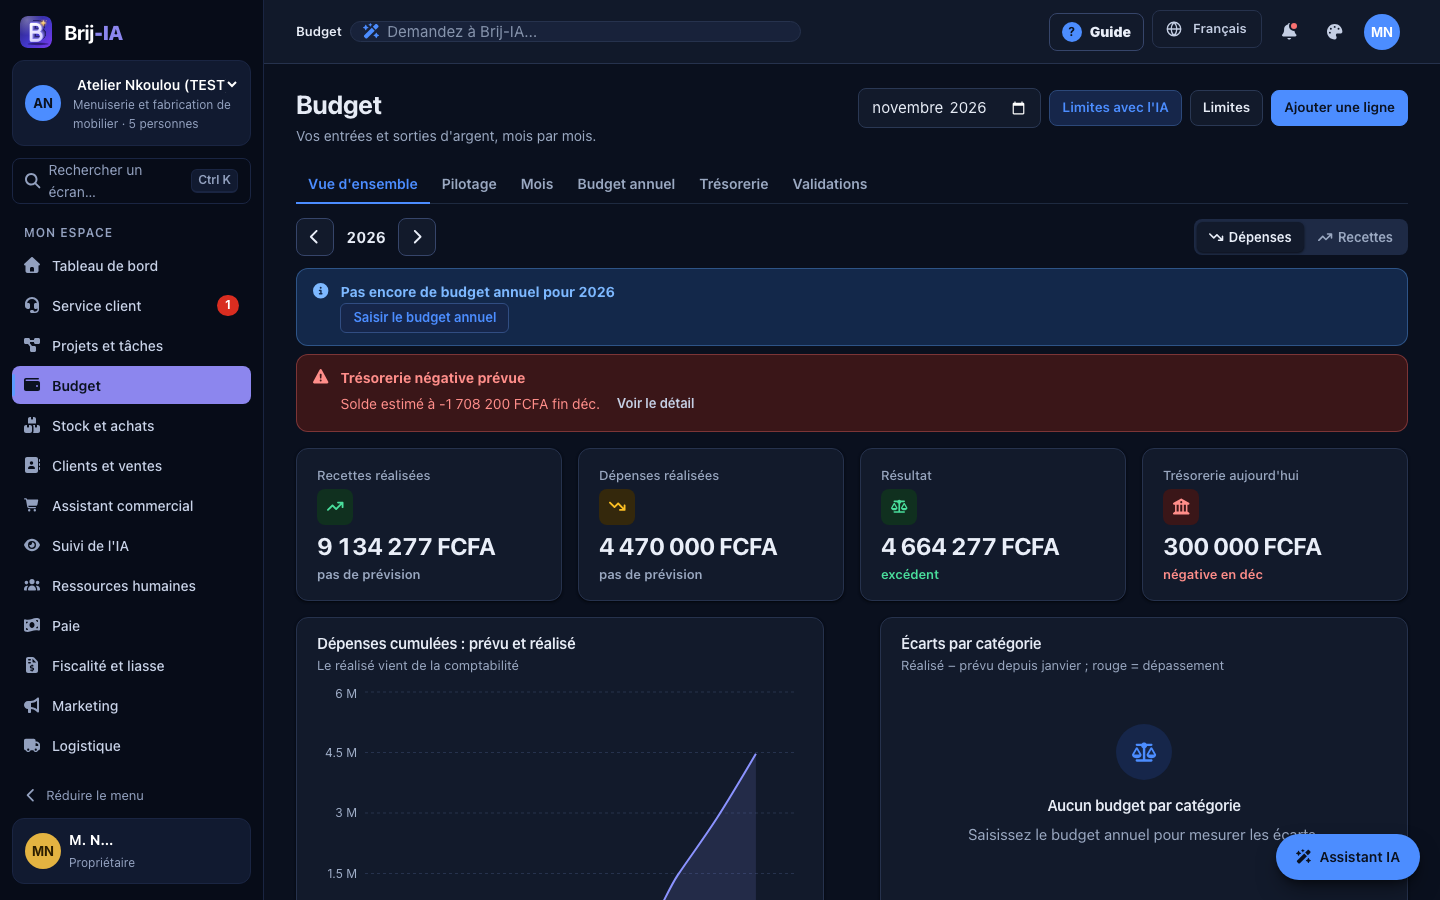 Brij-IA
AN
Atelier Nkoulou (TEST
Menuiserie et fabrication de
mobilier · 5 personnes
Rechercher un
écran...
Ctrl K
MON ESPACE
Tableau de bord
Service client
1
Projets et tâches
Budget
Stock et achats
Clients et ventes
Assistant commercial
Suivi de l'IA
Ressources humaines
Paie
Fiscalité et liasse
Marketing
Logistique
Réduire le menu
MN
M. N...
Propriétaire
Budget
Demandez à Brij-IA...
? Guide
Français
MN
Budget
Vos entrées et sorties d'argent, mois par mois.
novembre 2026
Limites avec l'IA
Limites
Ajouter une ligne
Vue d'ensemble
Pilotage
Mois
Budget annuel
Trésorerie
Validations
2026
Dépenses
Recettes
Pas encore de budget annuel pour 2026
Saisir le budget annuel
Trésorerie négative prévue
Solde estimé à -1 708 200 FCFA fin déc.
Voir le détail
Recettes réalisées
9 134 277 FCFA
pas de prévision
Dépenses réalisées
4 470 000 FCFA
pas de prévision
Résultat
4 664 277 FCFA
excédent
Trésorerie aujourd'hui
300 000 FCFA
négative en déc
Dépenses cumulées : prévu et réalisé
Le réalisé vient de la comptabilité
6 M
4.5 M
3 M
1.5 M
Écarts par catégorie
Réalisé − prévu depuis janvier ; rouge = dépassement
Aucun budget par catégorie
Saisissez le budget annuel pour mesurer les écarts
Assistant IA